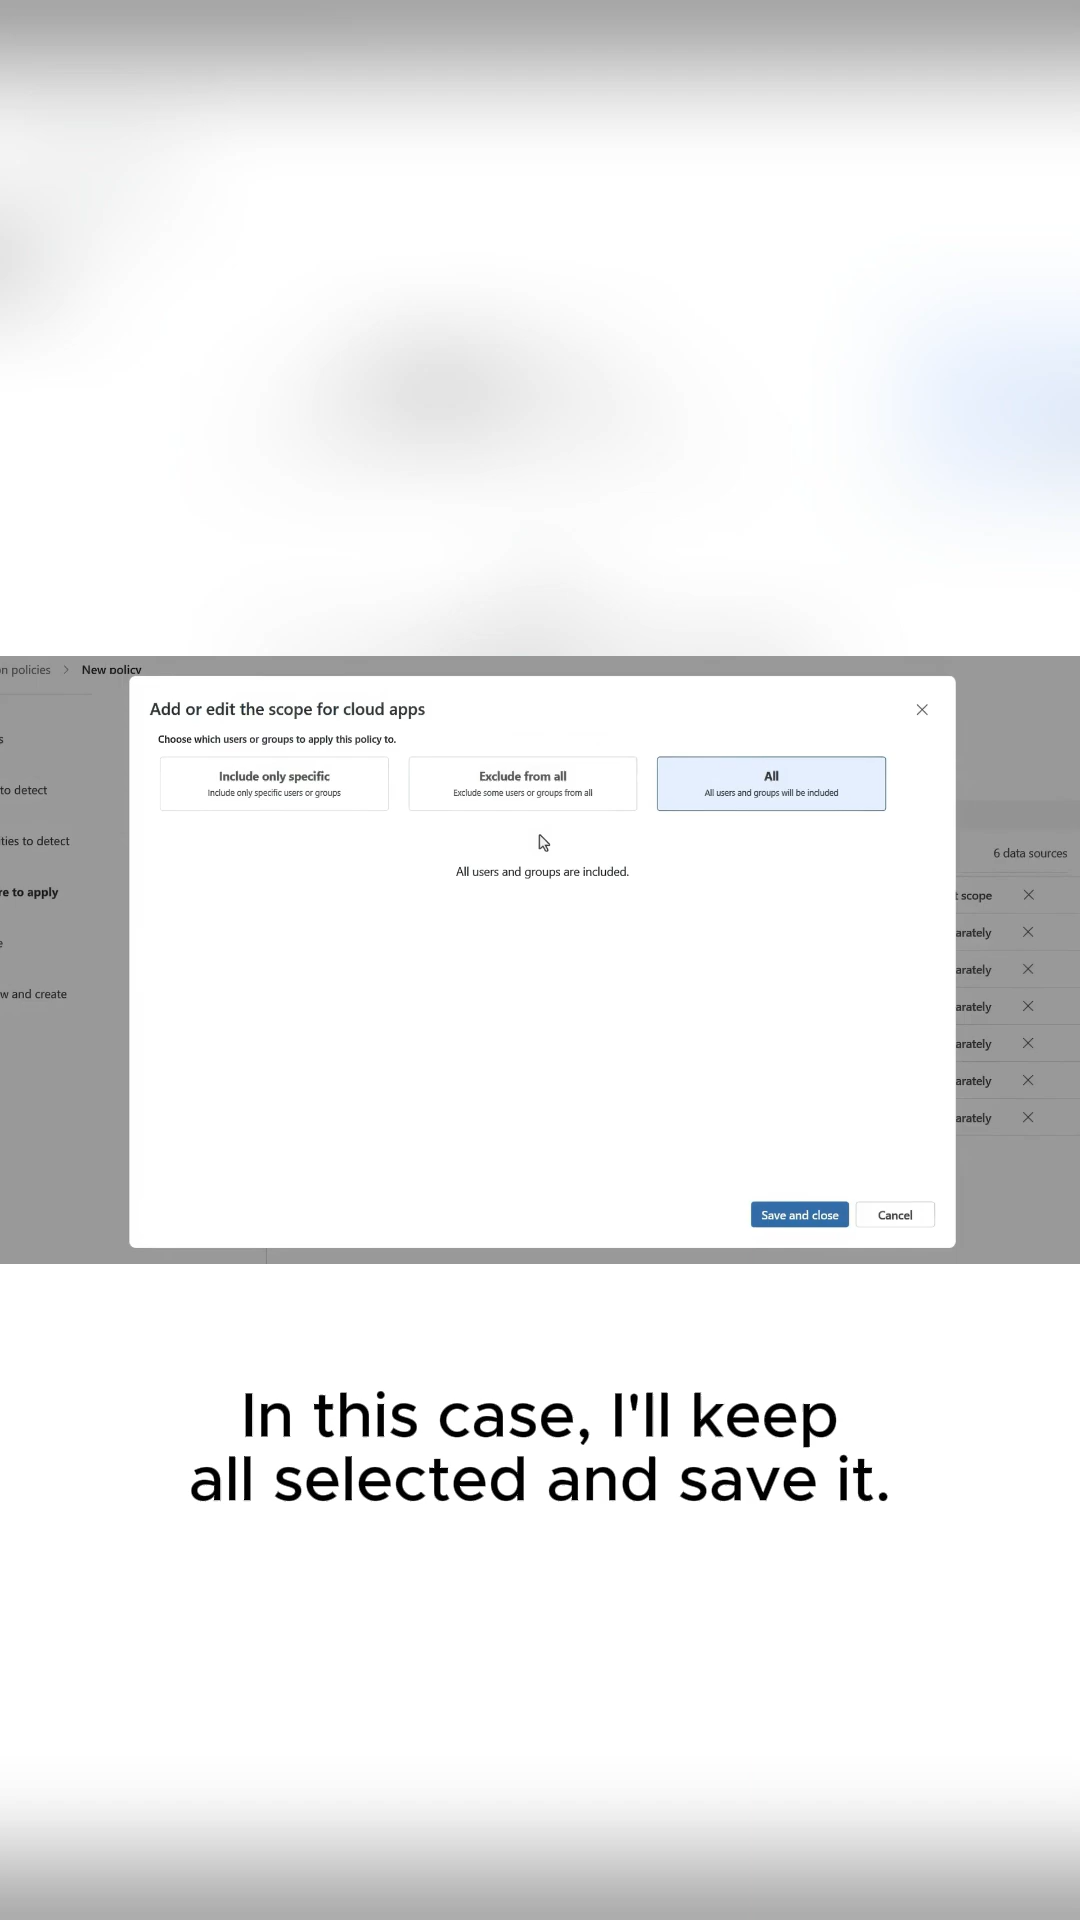 n policies > New policy
Add or edit the scope for cloud apps
Choose which users or groups to apply this policy to.
Include only specific
Include only specific users or groups
Exclude from all
Exclude some users or groups from all
All
All users and groups will be included
All users and groups are included.
s
to detect
ties to detect
re to apply
e
w and create
6 data sources
t scope
arately
arately
arately
arately
arately
arately
Save and close
Cancel
In this case, I'll keep
all selected and save it.